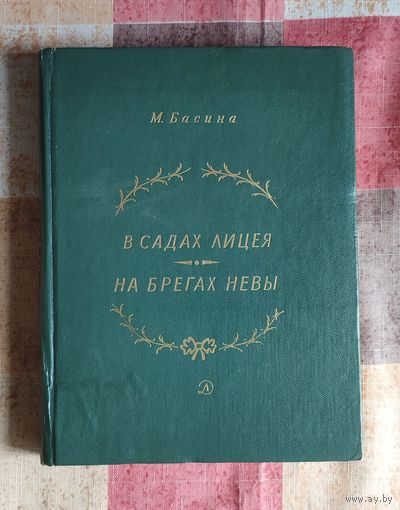 М. Басина
В САДАХ ЛИЦЕЯ
НА БРЕГАХ НЕВЫ
Л
© www.ay.by